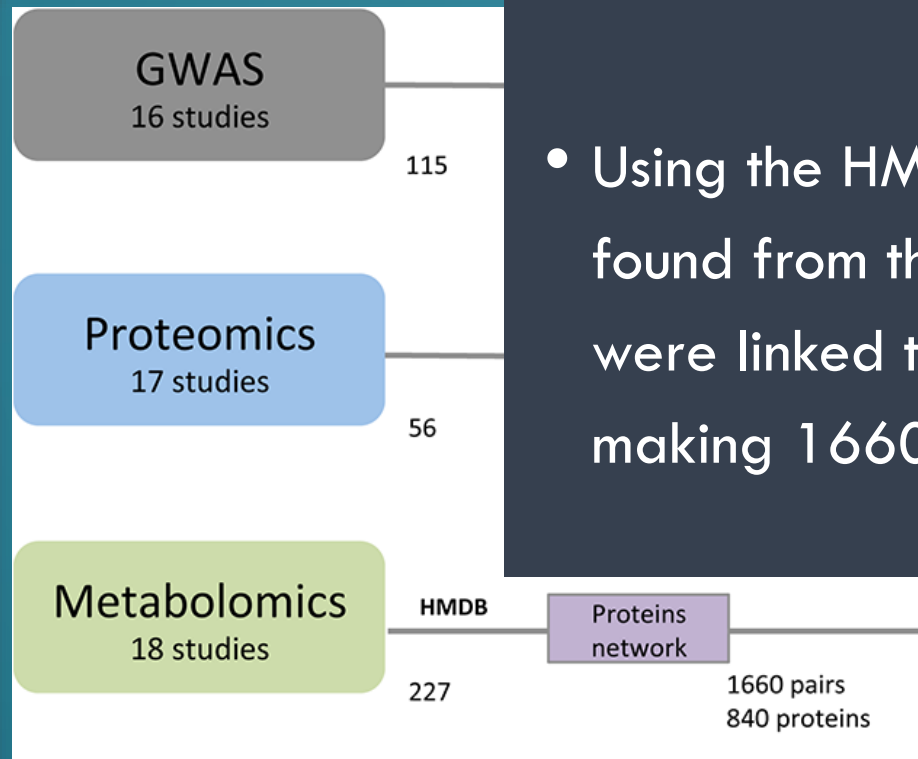 GWAS
16 studies
115
• Using the HM
found from th
were linked t
making 1660
Proteomics
17 studies
56
Metabolomics
18 studies
HMDB
227
Proteins
network
1660 pairs
840 proteins